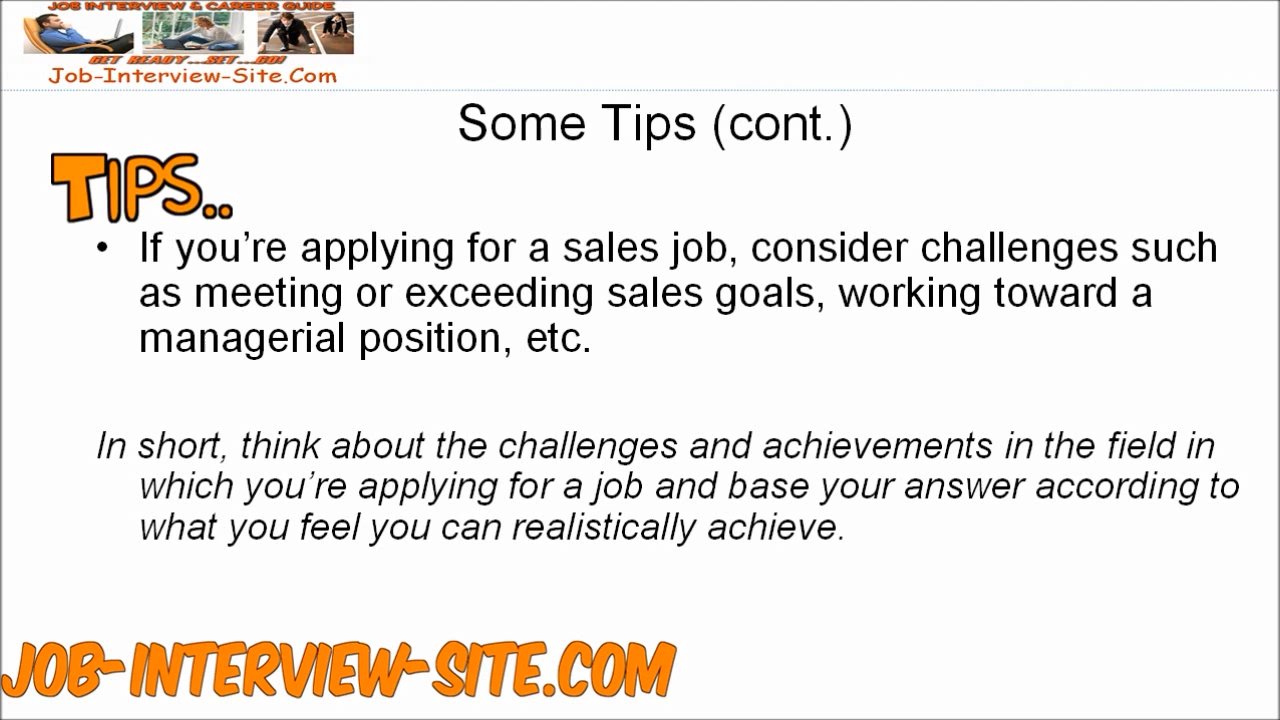 JOB INTERVIEW & CAREER GUIDE
GET READY...SET...GO!
Job-Interview-Site.Com
Some Tips (cont.)
TIPS..
• If you're applying for a sales job, consider challenges such
as meeting or exceeding sales goals, working toward a
managerial position, etc.
In short, think about the challenges and achievements in the field in
which you're applying for a job and base your answer according to
what you feel you can realistically achieve.
JOB-INTERVIEW-SITE.COM